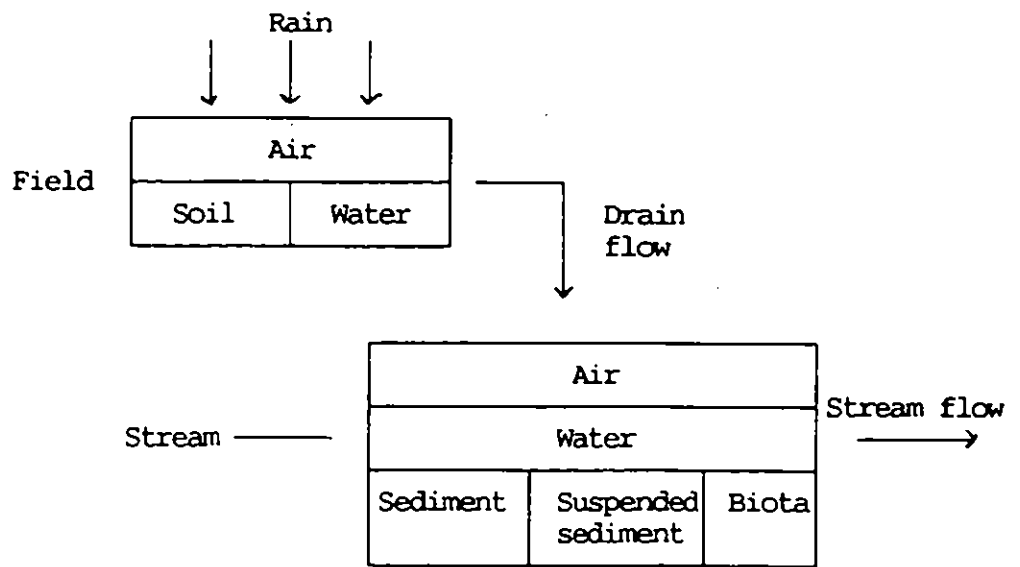 Rain
Air
Field
Soil
Water
Drain
flow
Air
Stream flow
Stream
Water
Sediment
Suspended
sediment
Biota